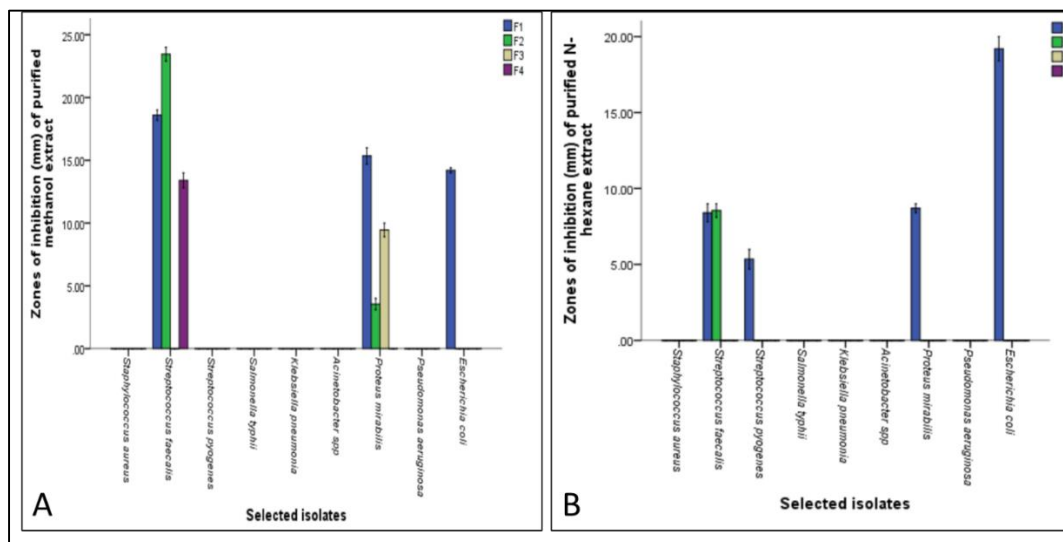 Zones of inhibition (mm) of purified
methanol extract
25.00
20.00
15.00
10.00
5.00
.00
F1
F2
F3
F4
Staphylococcus aureus
Streptococcus faecalis
Streptococcus pyogenes
Salmonella typhii
Klebsiella pneumonia
Acinetobacter spp
Proteus mirabilis
Pseudomonas aeruginosa
Escherichia coli
Selected isolates
A
Zones of inhibition (mm) of purified N-
hexane extract
20.00
15.00
10.00
5.00
.00
Staphylococcus aureus
Streptococcus faecalis
Streptococcus pyogenes
Salmonella typhii
Klebsiella pneumonia
Acinetobacter spp
Proteus mirabilis
Pseudomonas aeruginosa
Escherichia coli
Selected isolates
B